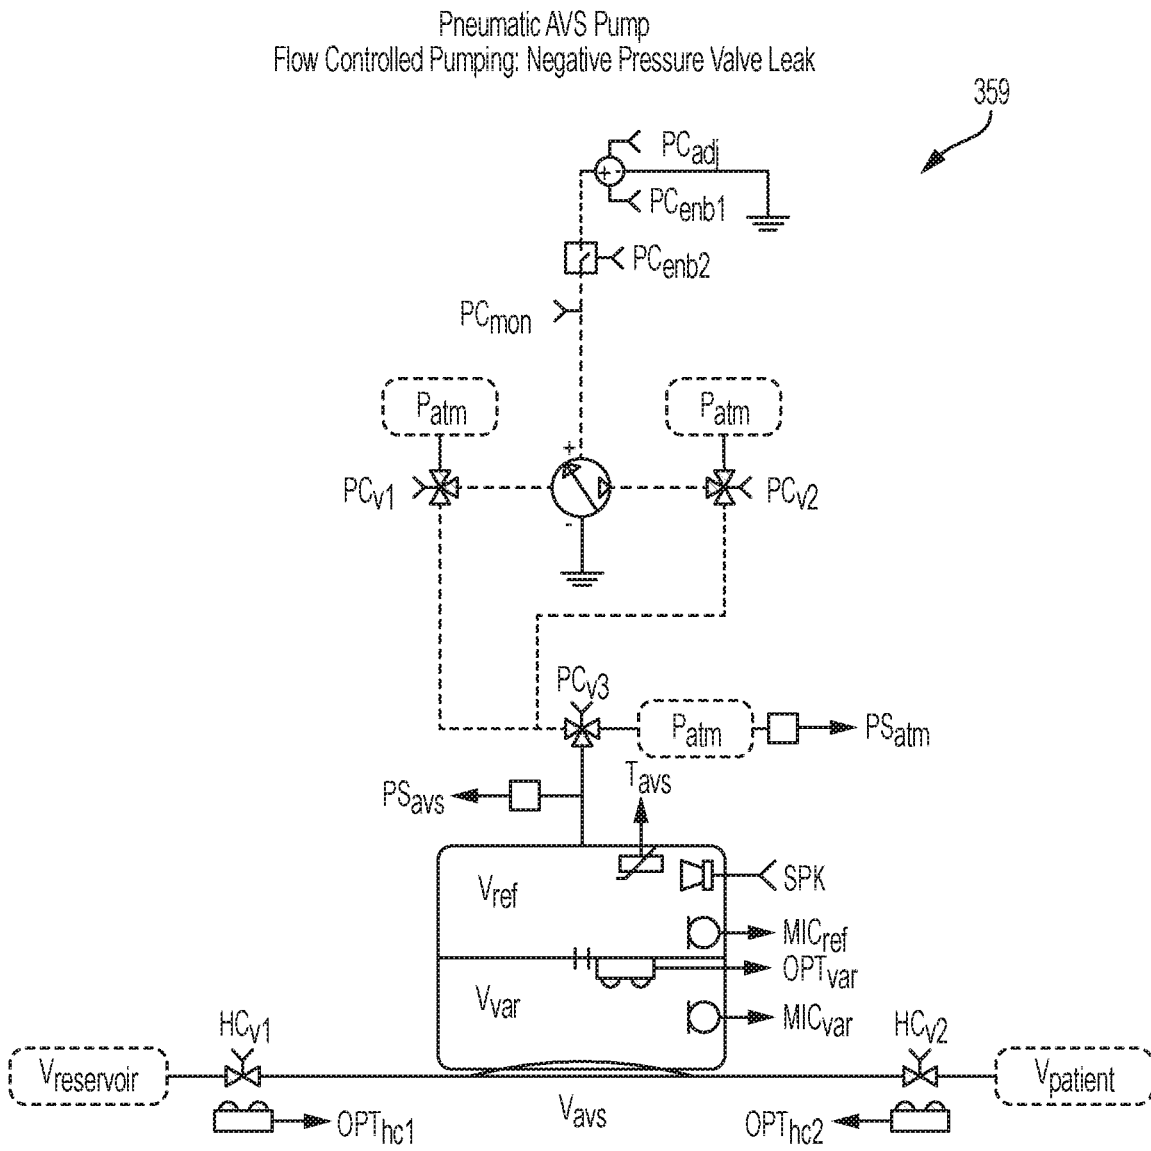 Pneumatic AVS Pump
Flow Controlled Pumping: Negative Pressure Valve Leak
359
PCadj
+ -
PCenb1
PCenb2
PCmon
Patm
Patm
+
PCv1
PCv2
-
PCv3
Patm
PSatm
Tavs
PSavs
Vref
SPK
MICref
OPTvar
Vvar
MICvar
HCv1
HCv2
Vreservoir
Vpatient
Vavs
OPThc1
OPThc2